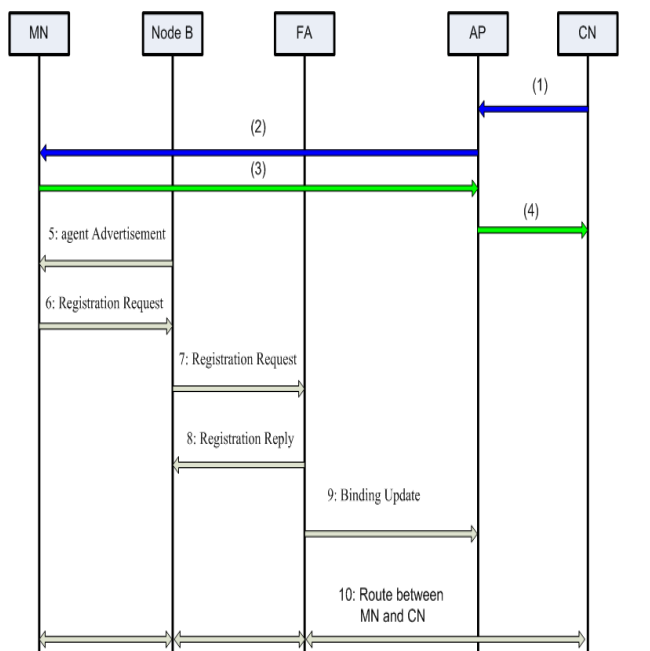 MN
Node B
FA
AP
CN
(1)
(2)
(3)
(4)
5: agent Advertisement
6: Registration Request
7: Registration Request
8: Registration Reply
9: Binding Update
10: Route between
MN and CN